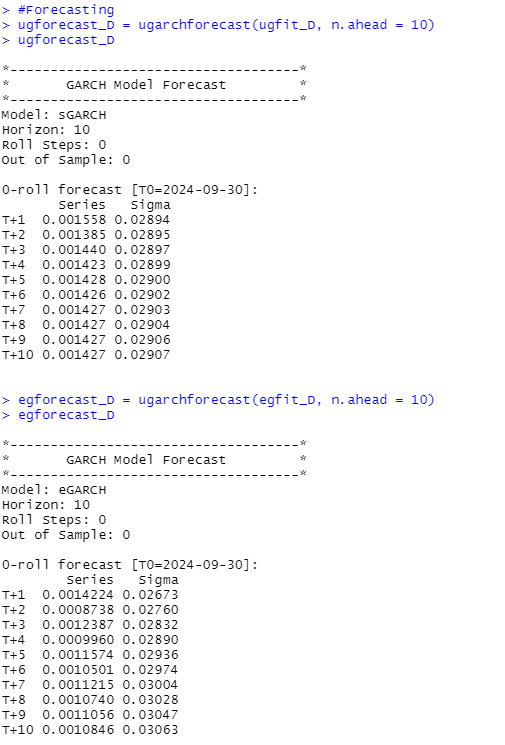 > #Forecasting
> ugforecast_D = ugarchforecast(ugfit_D, n.ahead = 10)
> ugforecast_D
*------------------------------------*
*       GARCH Model Forecast         *
*------------------------------------*
Model: sGARCH
Horizon: 10
Roll Steps: 0
Out of Sample: 0
0-roll forecast [T0=2024-09-30]:
       Series   Sigma
T+1  0.001558 0.02894
T+2  0.001385 0.02895
T+3  0.001440 0.02897
T+4  0.001423 0.02899
T+5  0.001428 0.02900
T+6  0.001426 0.02902
T+7  0.001427 0.02903
T+8  0.001427 0.02904
T+9  0.001427 0.02906
T+10 0.001427 0.02907
> egforecast_D = ugarchforecast(egfit_D, n.ahead = 10)
> egforecast_D
*------------------------------------*
*       GARCH Model Forecast         *
*------------------------------------*
Model: eGARCH
Horizon: 10
Roll Steps: 0
Out of Sample: 0
0-roll forecast [T0=2024-09-30]:
        Series   Sigma
T+1  0.0014224 0.02673
T+2  0.0008738 0.02760
T+3  0.0012387 0.02832
T+4  0.0009960 0.02890
T+5  0.0011574 0.02936
T+6  0.0010501 0.02974
T+7  0.0011215 0.03004
T+8  0.0010740 0.03028
T+9  0.0011056 0.03047
T+10 0.0010846 0.03063